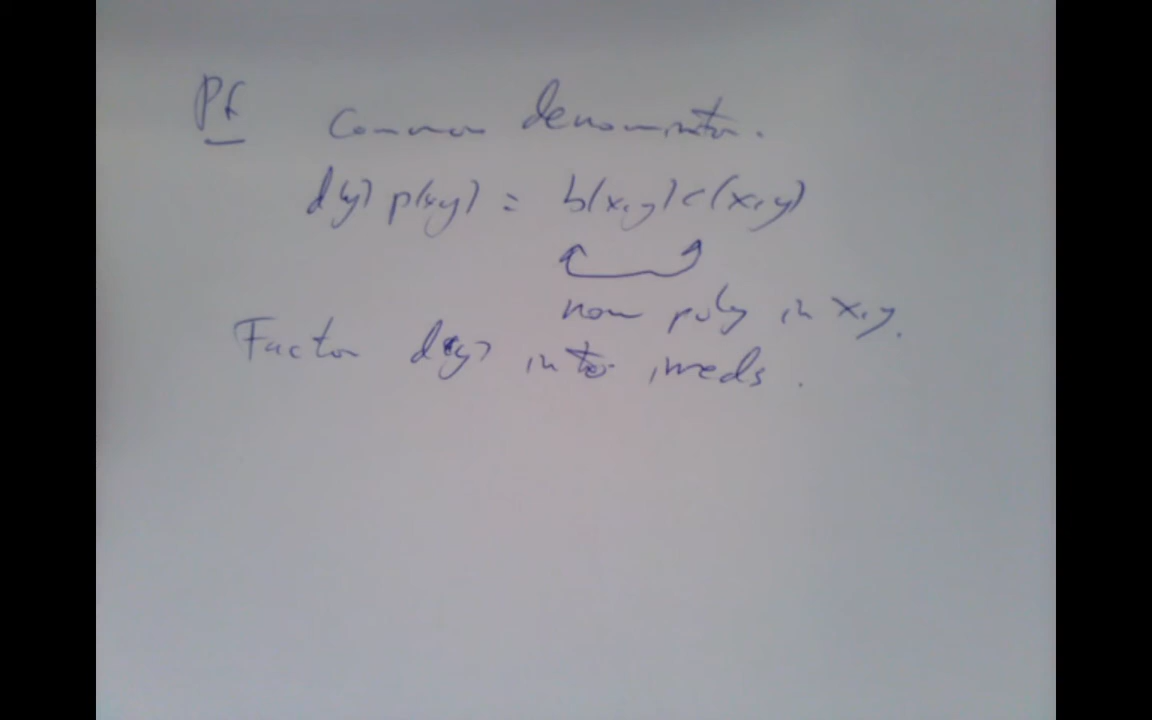 Pf Common denominator.
d(y) p(x,y) = b(x,y) c(x,y)
now poly in x,y.
Factor d(y) into irreds.